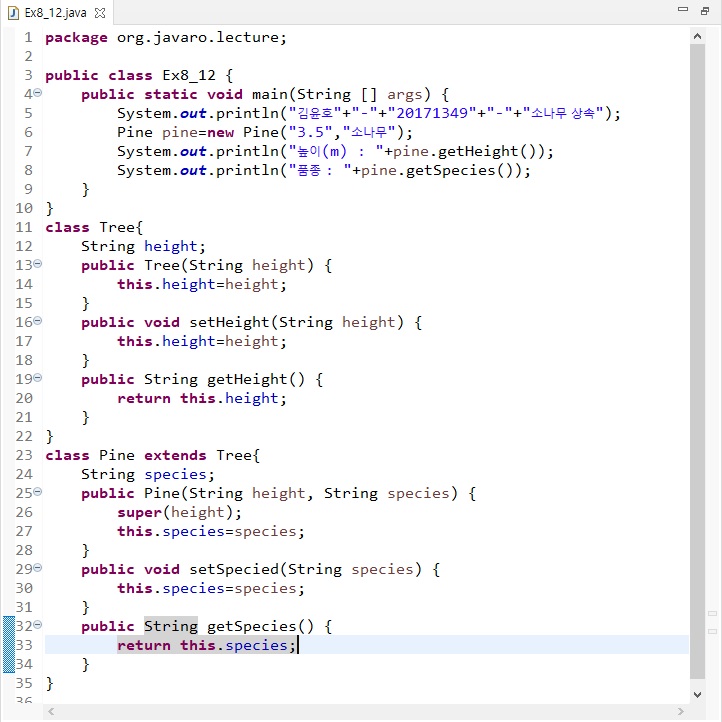 Ex8_12.java
1 package org.javaro.lecture;
2
3 public class Ex8_12 {
4     public static void main(String [] args) {
5         System.out.println("김윤호"+"-"+"20171349"+"-"+"소나무 상속");
6         Pine pine=new Pine("3.5","소나무");
7         System.out.println("높이(m) : "+pine.getHeight());
8         System.out.println("품종 : "+pine.getSpecies());
9     }
10 }
11 class Tree{
12     String height;
13     public Tree(String height) {
14         this.height=height;
15     }
16     public void setHeight(String height) {
17         this.height=height;
18     }
19     public String getHeight() {
20         return this.height;
21     }
22 }
23 class Pine extends Tree{
24     String species;
25     public Pine(String height, String species) {
26         super(height);
27         this.species=species;
28     }
29     public void setSpecied(String species) {
30         this.species=species;
31     }
32     public String getSpecies() {
33         return this.species;
34     }
35 }
36